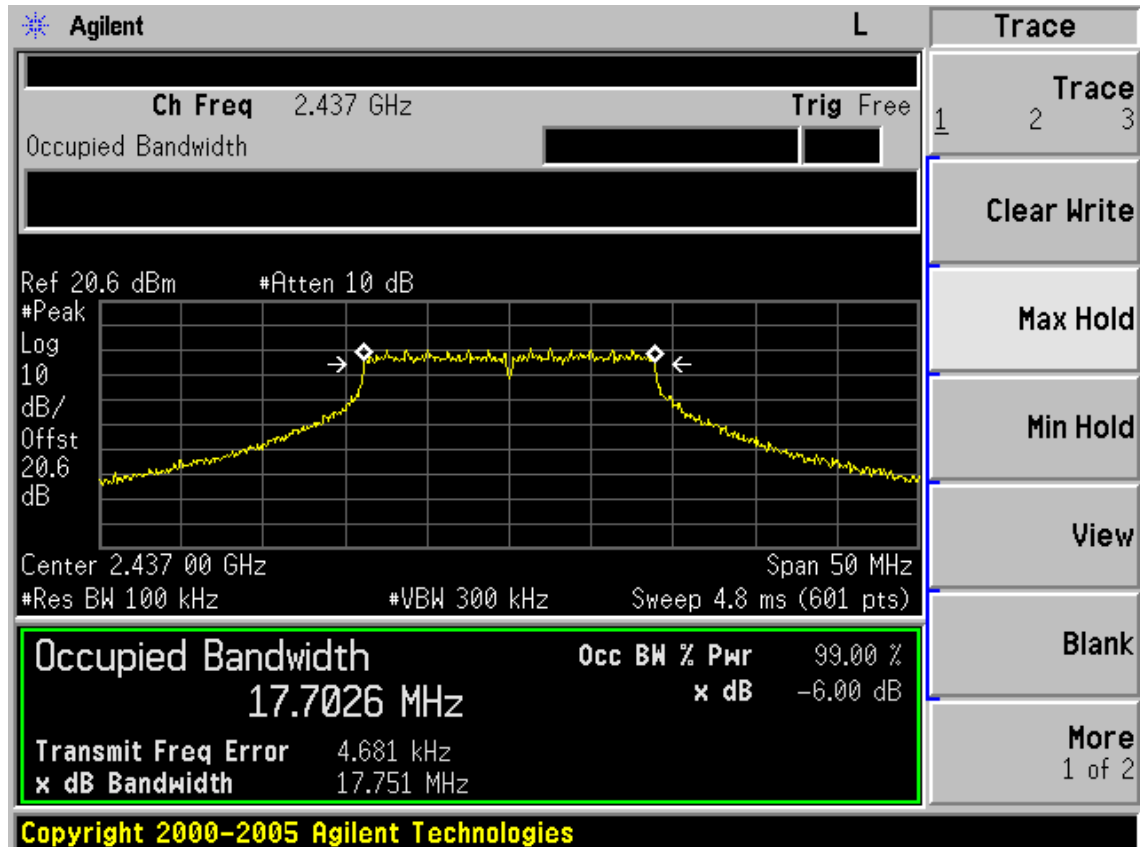 Agilent L Trace
Ch Freq 2.437 GHz Trig Free
Occupied Bandwidth
Trace
1 2 3
Clear Write
Ref 20.6 dBm #Atten 10 dB
#Peak
Log
10
dB/
Offst
20.6
dB
Max Hold
Min Hold
View
Center 2.437 00 GHz Span 50 MHz
#Res BW 100 kHz #VBW 300 kHz Sweep 4.8 ms (601 pts)
Occupied Bandwidth Occ BW % Pwr 99.00 %
17.7026 MHz x dB -6.00 dB
Transmit Freq Error 4.681 kHz
x dB Bandwidth 17.751 MHz
Blank
More
1 of 2
Copyright 2000-2005 Agilent Technologies